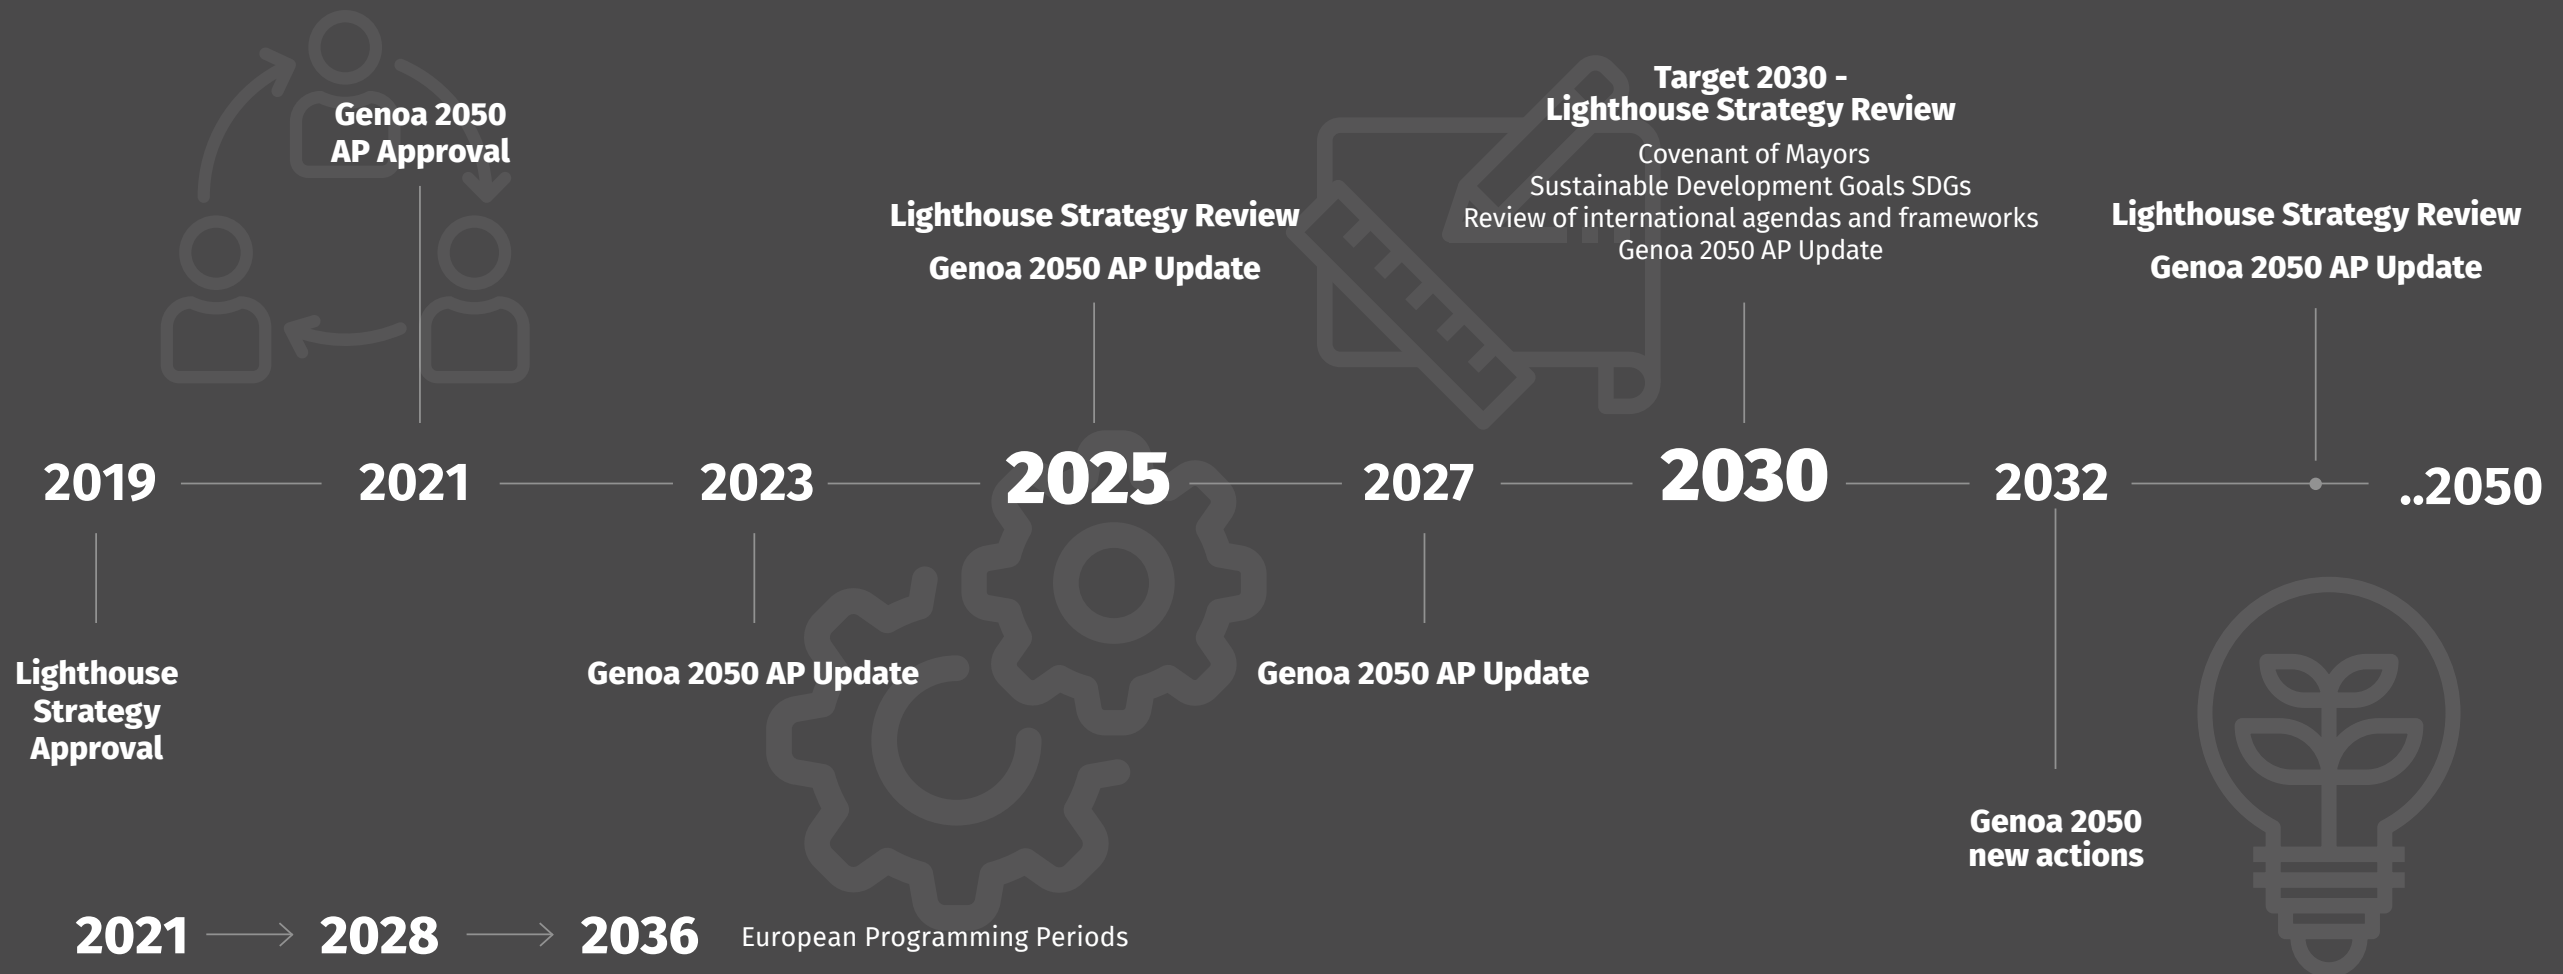 Genoa 2050
AP Approval
Lighthouse Strategy Review
Genoa 2050 AP Update
Target 2030 -
Lighthouse Strategy Review
Covenant of Mayors
Sustainable Development Goals SDGs
Review of international agendas and frameworks
Genoa 2050 AP Update
Lighthouse Strategy Review
Genoa 2050 AP Update
2019 2021 2023 2025 2027 2030 2032 ..2050
Lighthouse
Strategy
Approval
Genoa 2050 AP Update
Genoa 2050 AP Update
Genoa 2050
new actions
2021 2028 2036 European Programming Periods